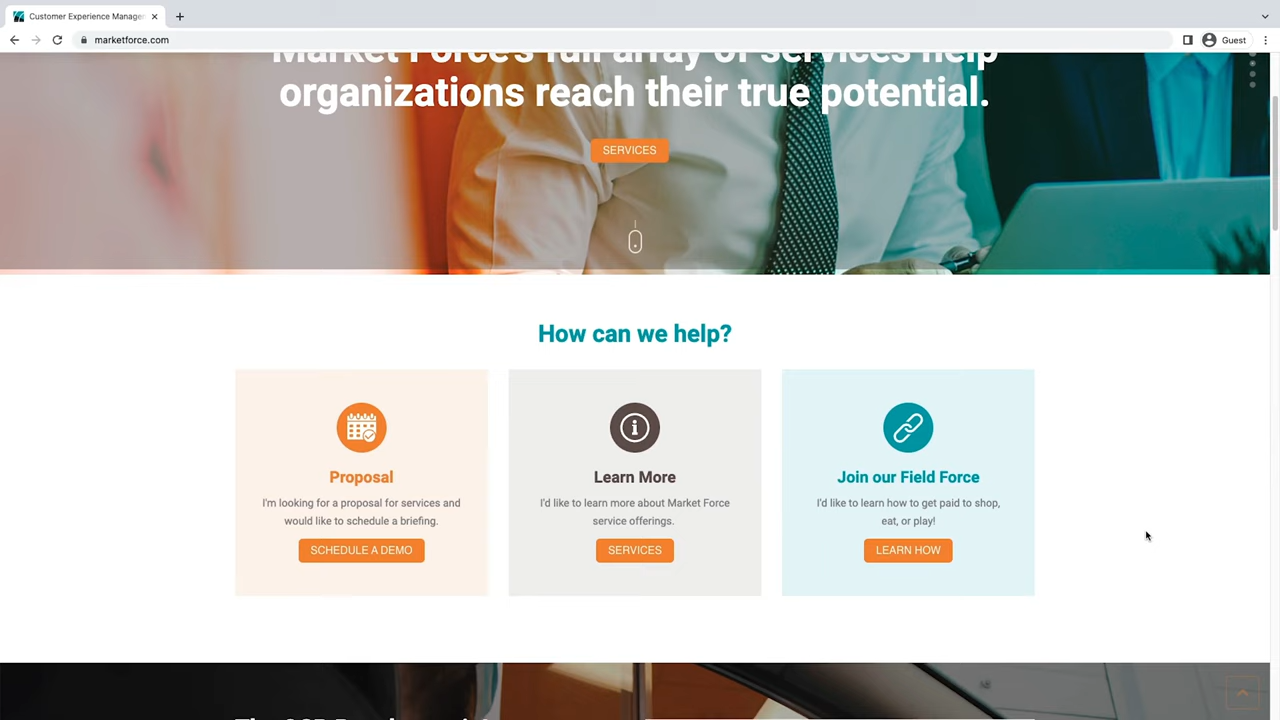 Customer Experience Manage
marketforce.com
Guest
Market Force's full array of services help
organizations reach their true potential.
SERVICES
How can we help?
Proposal
I'm looking for a proposal for services and
would like to schedule a briefing.
SCHEDULE A DEMO
Learn More
I'd like to learn more about Market Force
service offerings.
SERVICES
Join our Field Force
I'd like to learn how to get paid to shop,
eat, or play!
LEARN HOW